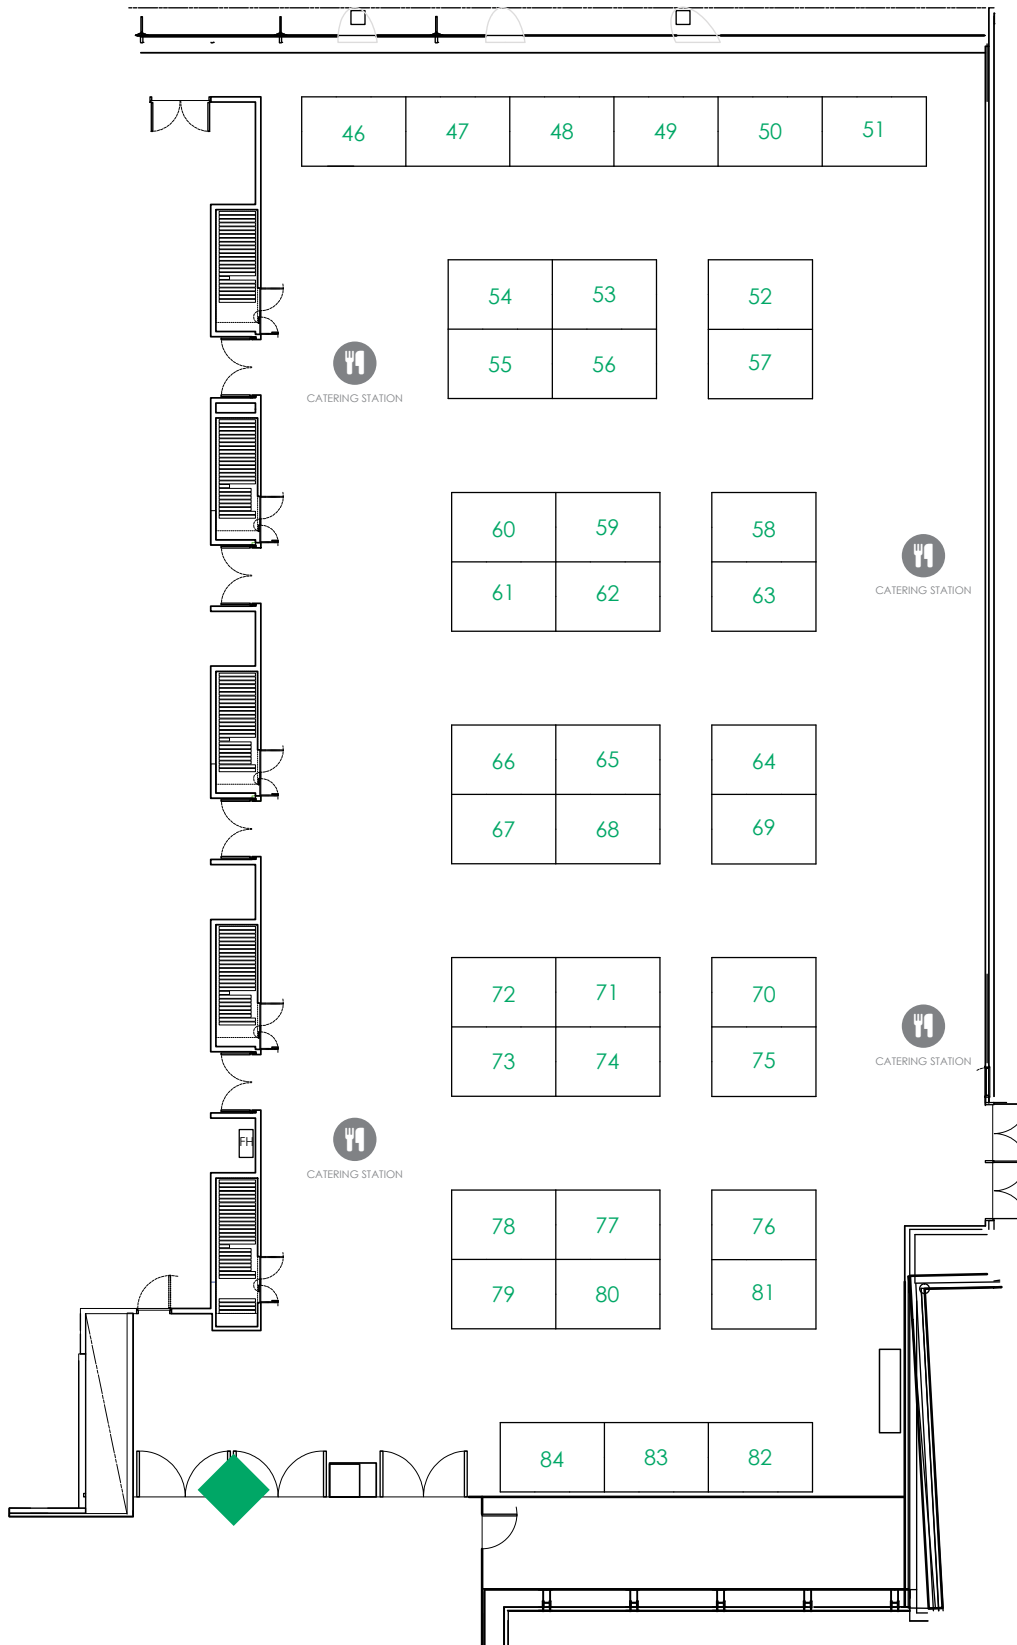 46 47 48 49 50 51
54 53 52
55 56 57
CATERING STATION
60 59 58
61 62 63
CATERING STATION
66 65 64
67 68 69
72 71 70
73 74 75
CATERING STATION
FH
CATERING STATION
78 77 76
79 80 81
84 83 82